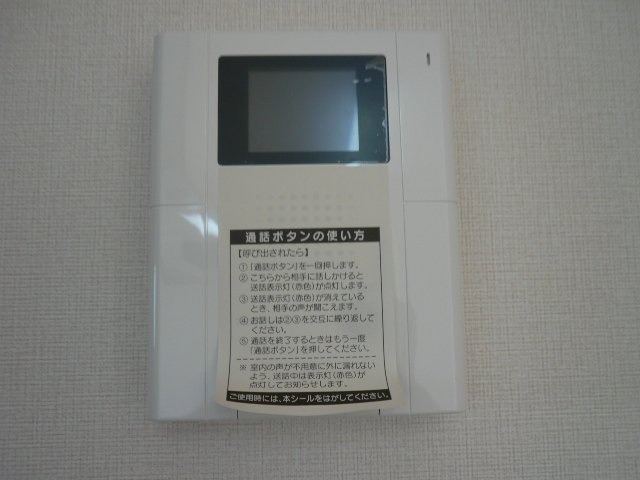 通話ボタンの使い方
【呼び出されたら】
①「通話ボタン」を一回押します。
② こちらから相手に話しかけると
送話表示灯(赤色)が点灯します。
③ 送話表示灯(赤色)が消えている
とき、相手の声が聞こえます。
④ お話しは②③を交互に繰り返して
ください。
⑤ 通話を終了するときはもう一度
「通話ボタン」を押してください。
※ 室内の声が不用意に外に漏れない
よう、送話中は表示灯(赤色)が
点灯してお知らせします。
ご使用時には、本シールをはがしてください。